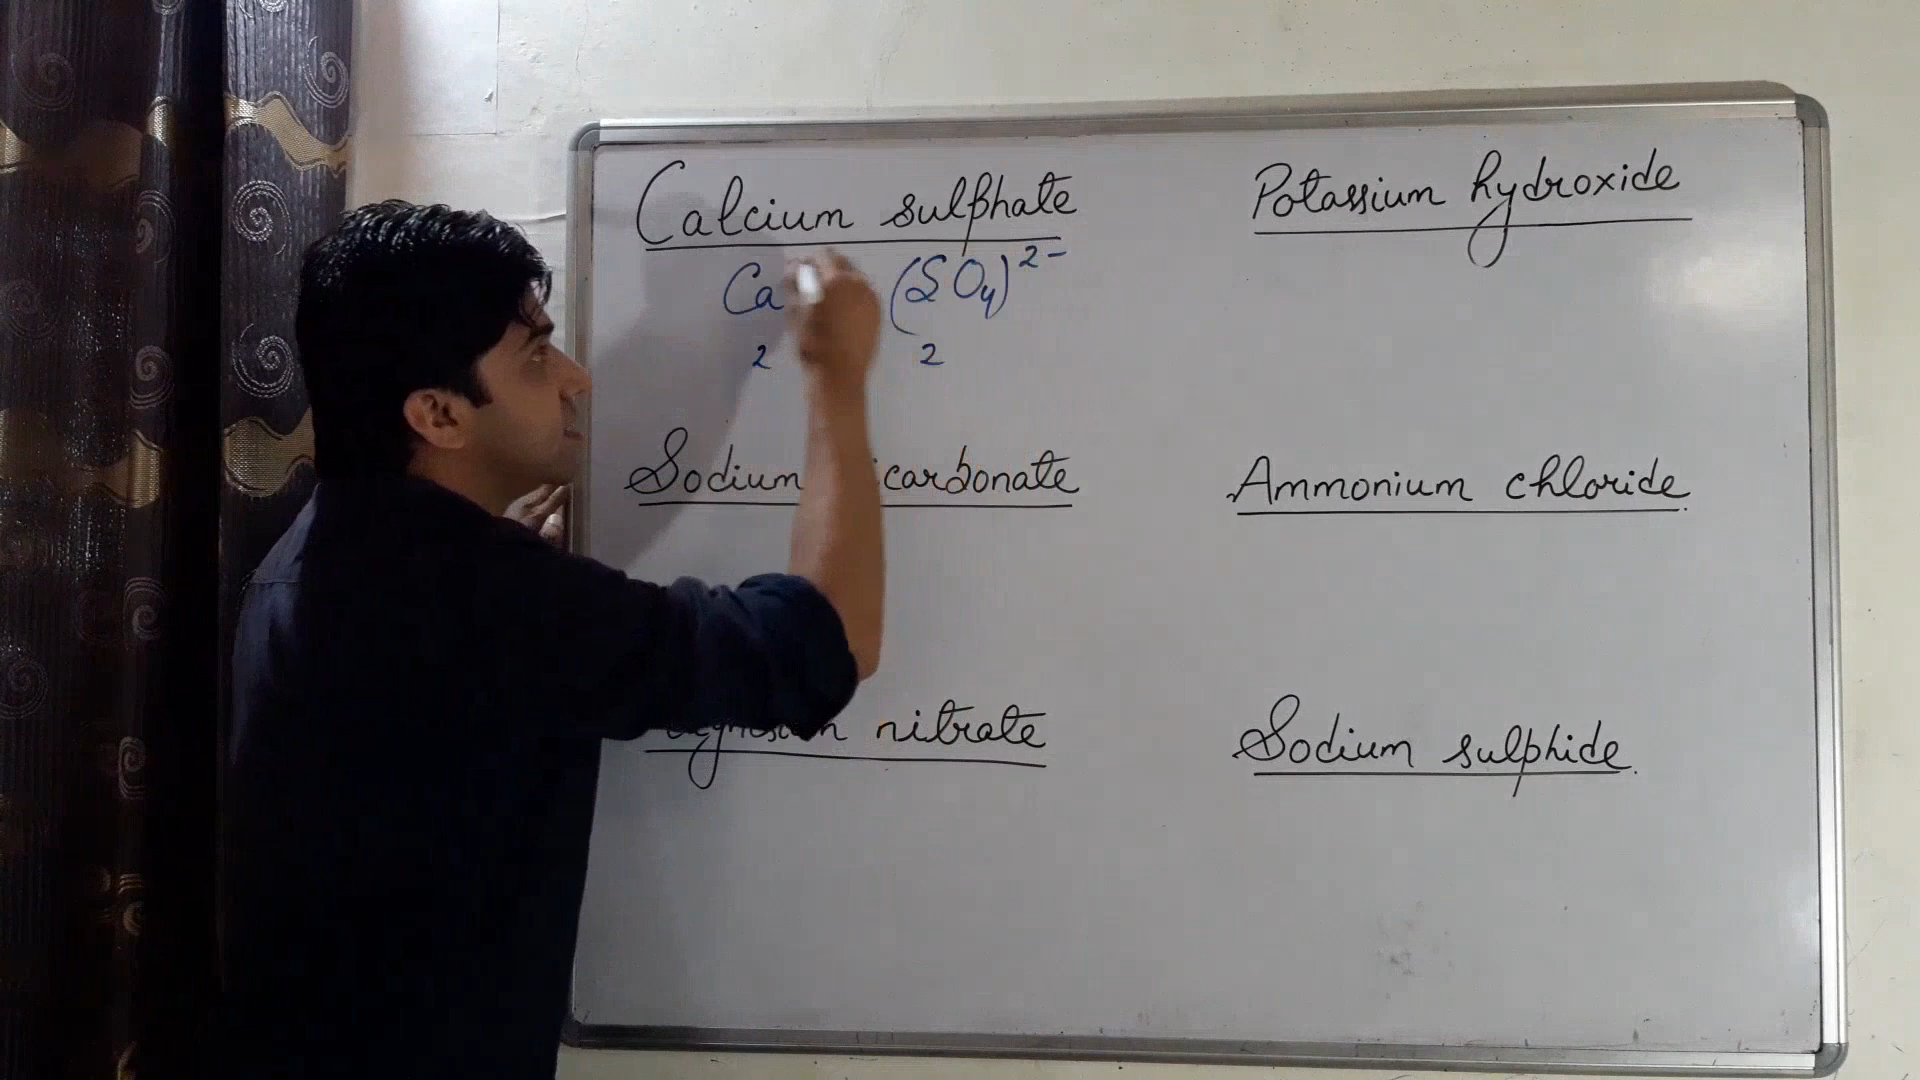 Calcium sulphate
Ca (SO4)2-
2 2
Sodium carbonate
nitrate
Potassium hydroxide
Ammonium chloride.
Sodium sulphide.